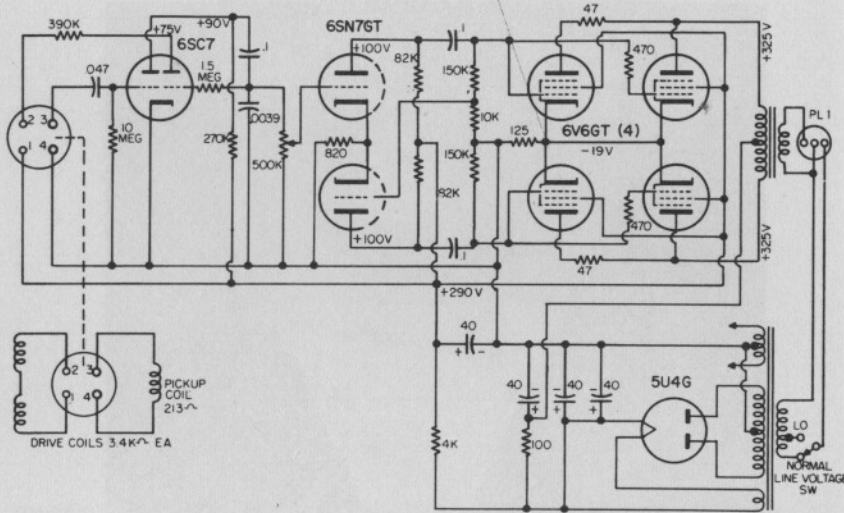 390K
+75V
+90V
6SC7
.047
1.5 MEG
.1
.0039
10 MEG
270K
500K
2 3
1 4
6SN7GT
+100V
82K
.1
150K
10K
820
150K
82K
+100V
.1
47
470
125
6V6GT (4)
-19V
470
47
+325V
+325V
PL 1
+290V
40
+ -
40
-
+
40
-
+
40
-
+
5U4G
4K
100
LO
NORMAL
LINE VOLTAGE
SW
2 3
1 4
PICKUP
COIL
213~
DRIVE COILS 3.4K~ EA